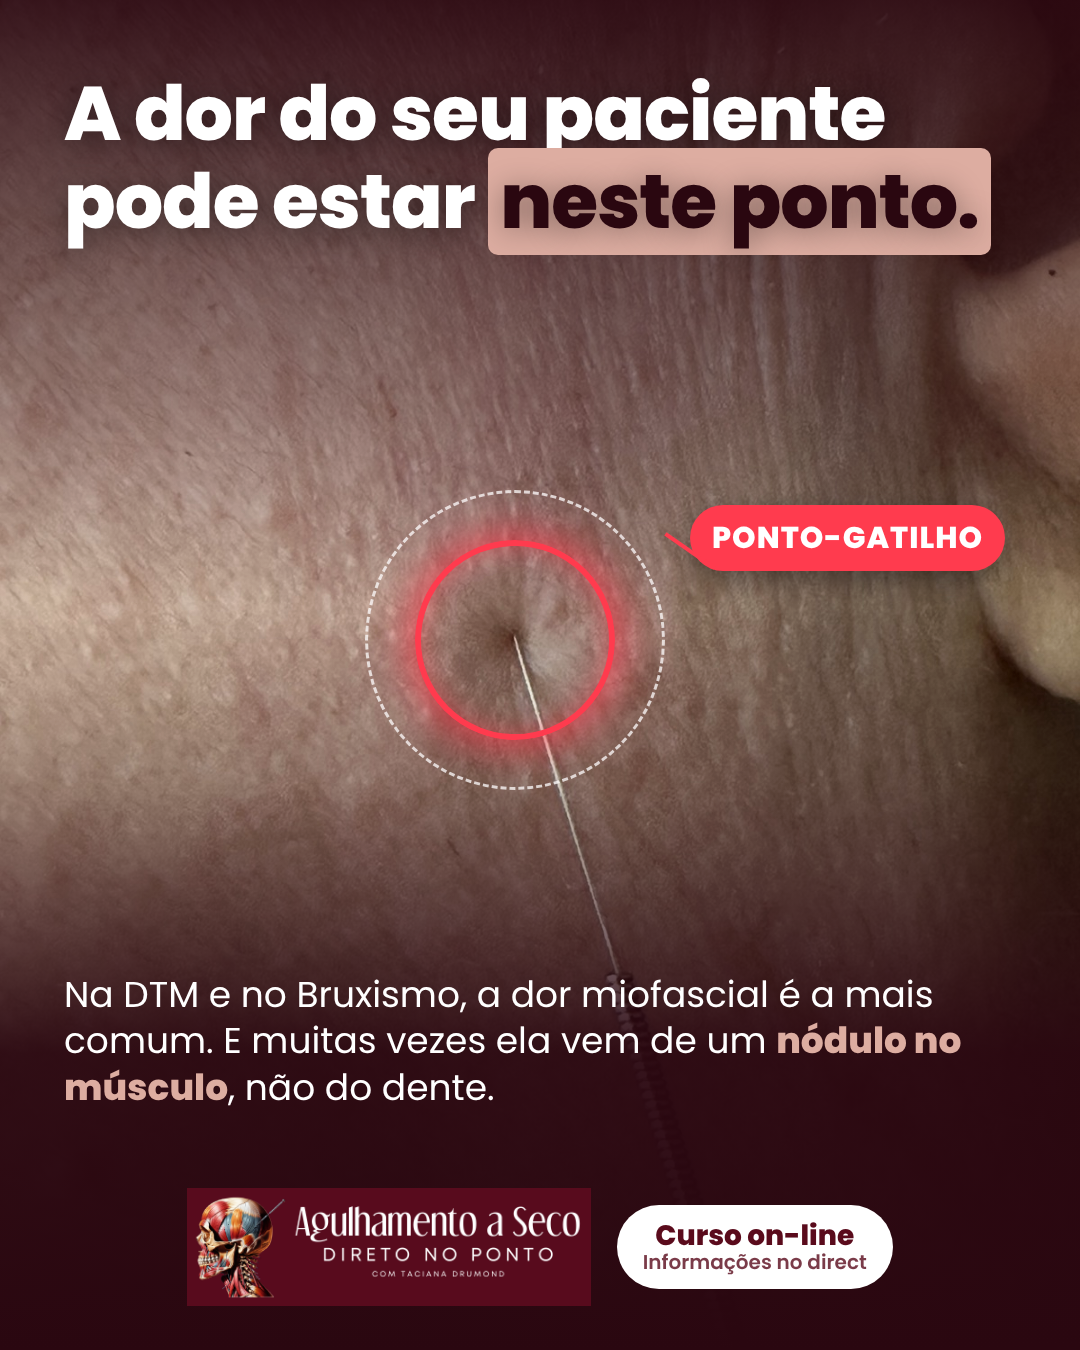 A dor do seu paciente
pode estar neste ponto.
PONTO-GATILHO
Na DTM e no Bruxismo, a dor miofascial é a mais
comum. E muitas vezes ela vem de um nódulo no
músculo, não do dente.
Agulhamento a Seco
DIRETO NO PONTO
COM TACIANA DRUMOND
Curso on-line
Informações no direct